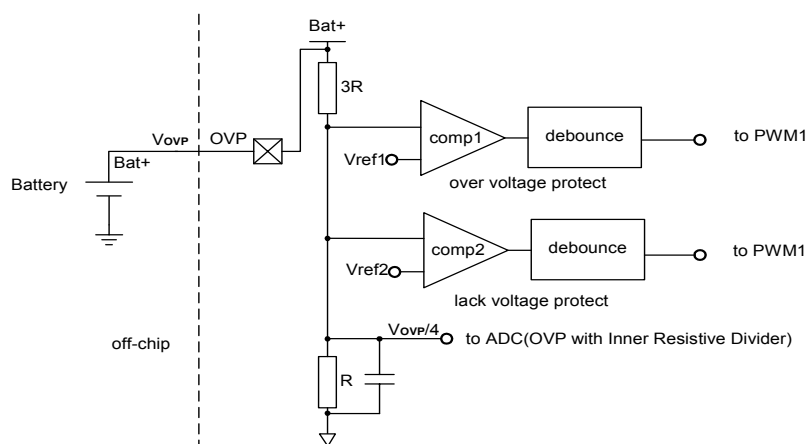 Bat+
3R
VOVP
OVP
comp1
debounce
to PWM1
Bat+
Vref1
over voltage protect
Battery
comp2
debounce
to PWM1
Vref2
lack voltage protect
off-chip
VOVP/4
to ADC(OVP with Inner Resistive Divider)
R